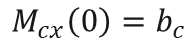 M_{cx}(0) = b_c